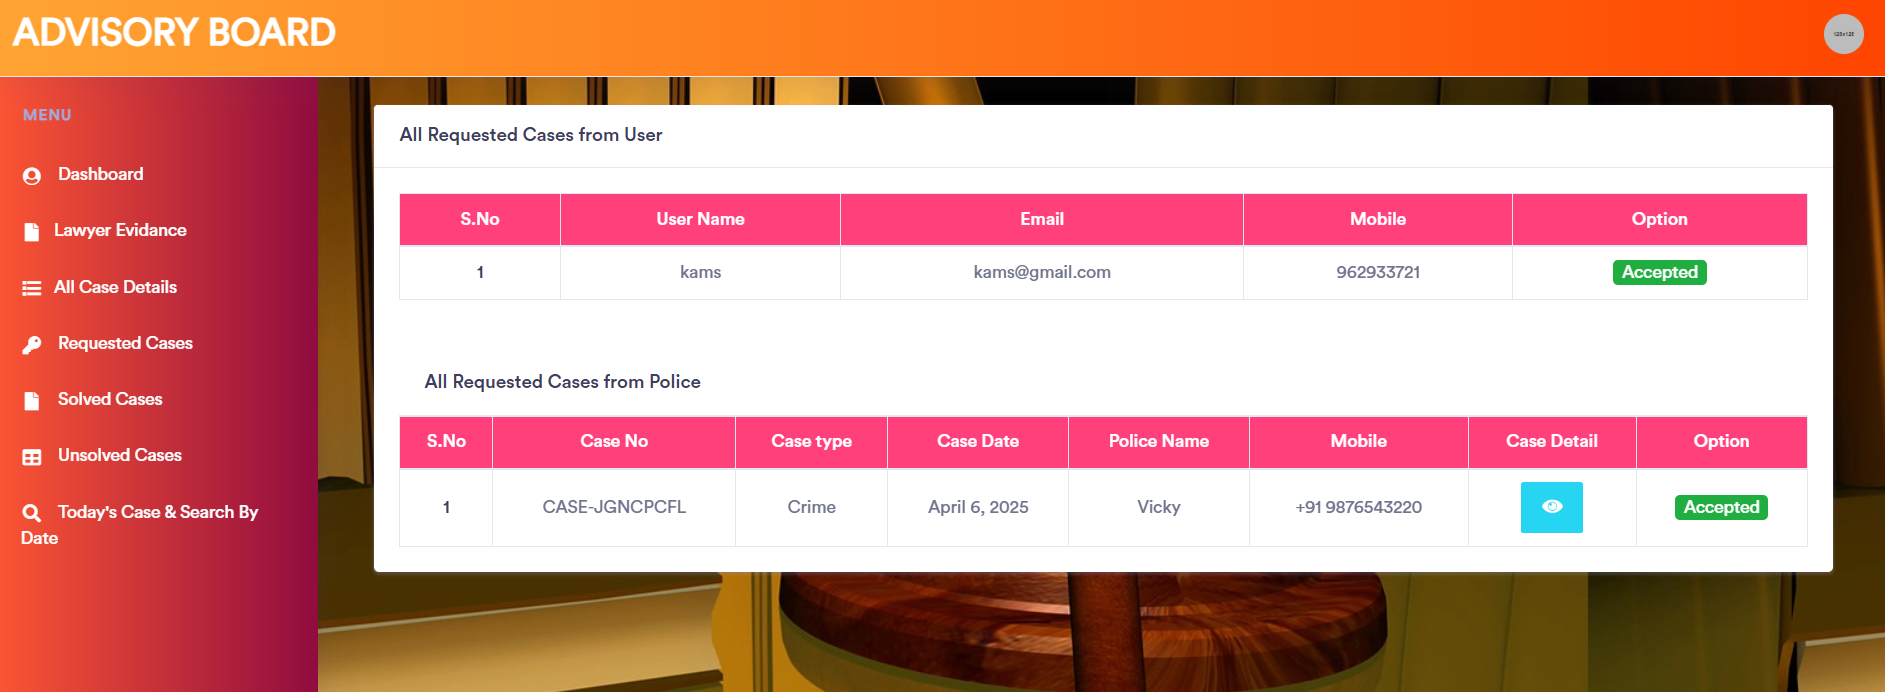 ADVISORY BOARD
128x128
MENU
Dashboard
Lawyer Evidance
All Case Details
Requested Cases
Solved Cases
Unsolved Cases
Today's Case & Search By
Date
All Requested Cases from User
S.No User Name Email Mobile Option
1 kams kams@gmail.com 962933721 Accepted
All Requested Cases from Police
S.No Case No Case type Case Date Police Name Mobile Case Detail Option
1 CASE-JGNCPCFL Crime April 6, 2025 Vicky +91 9876543220 Accepted